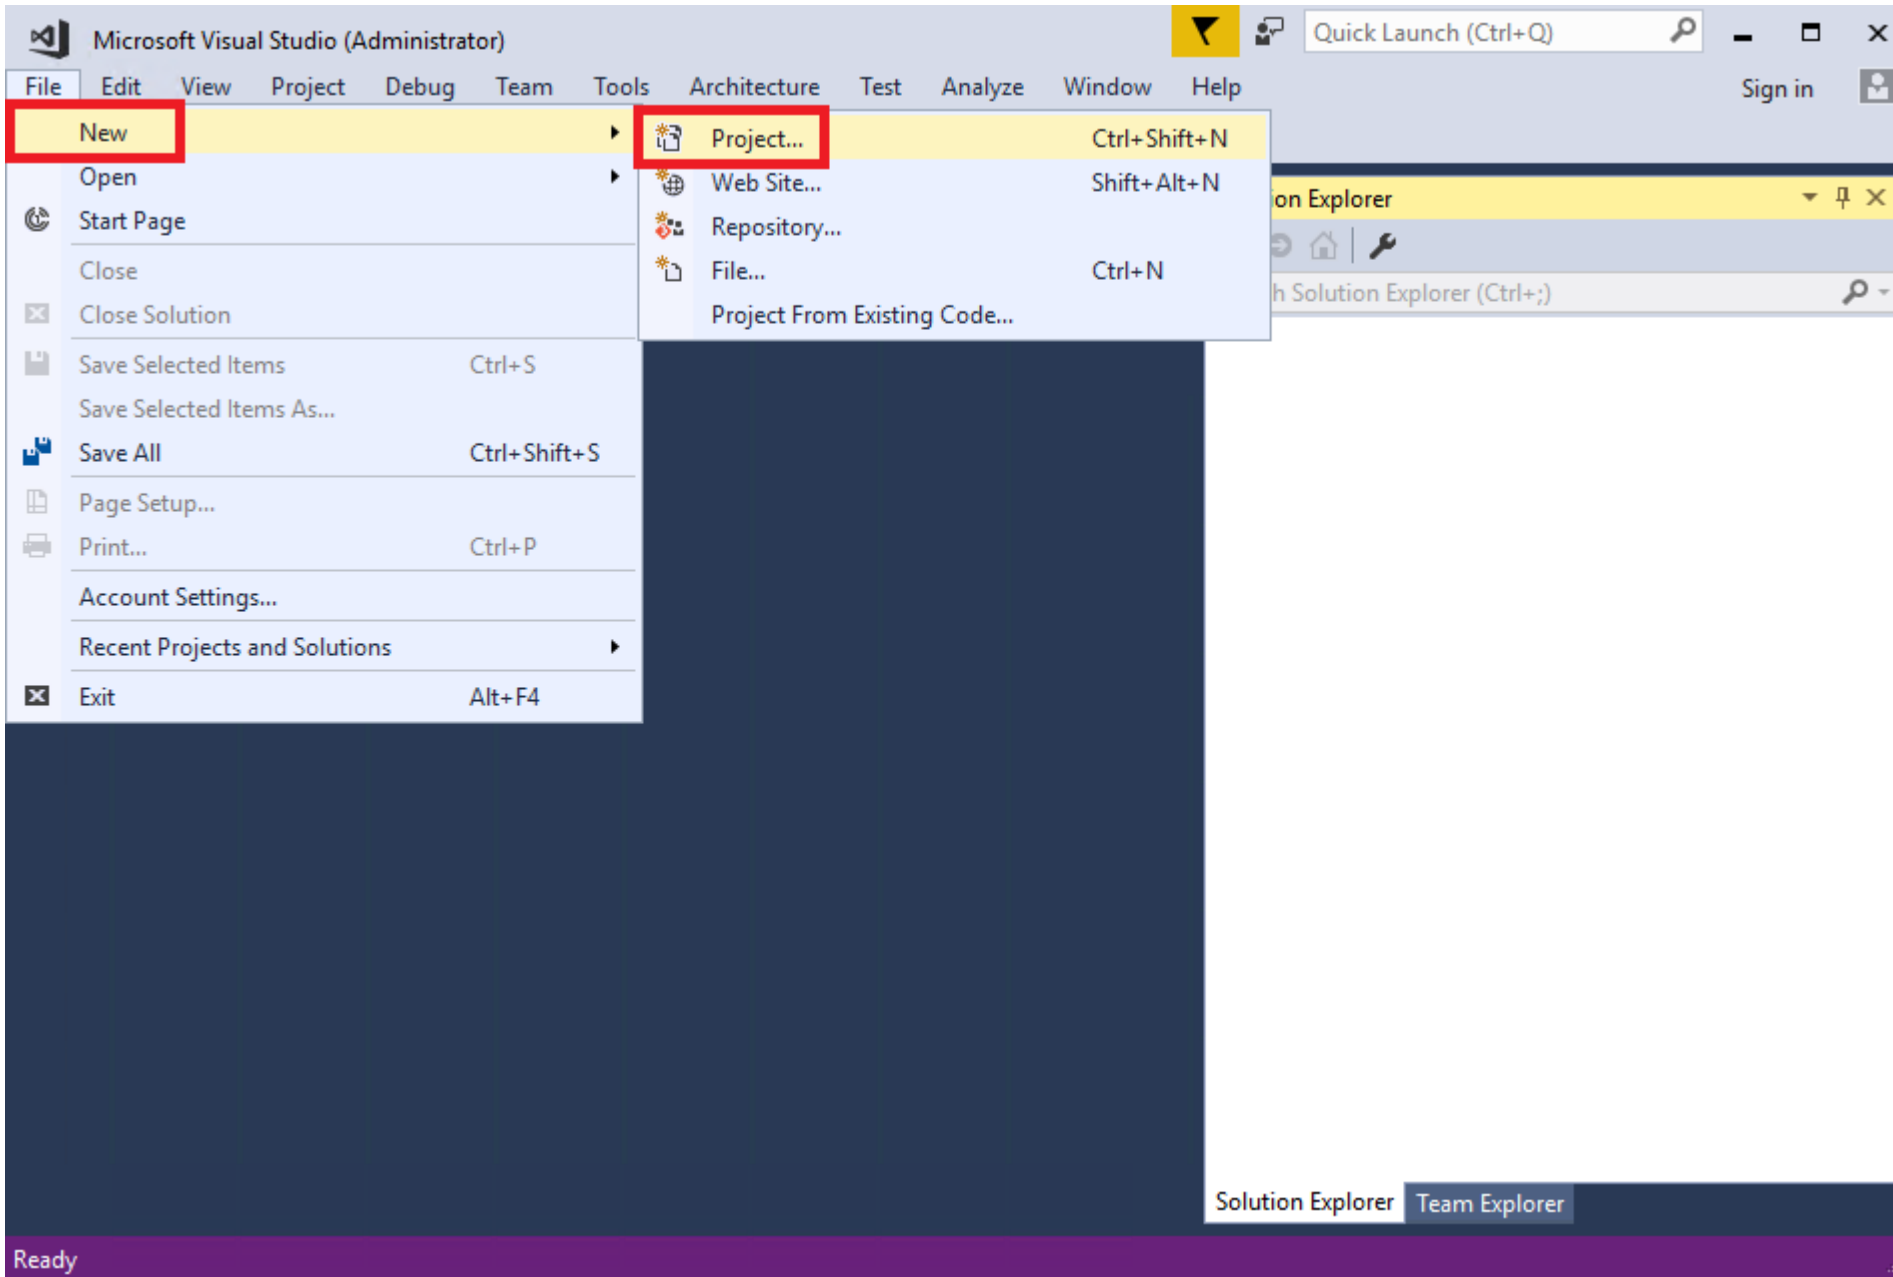 Microsoft Visual Studio (Administrator)
Quick Launch (Ctrl+Q)
File Edit View Project Debug Team Tools Architecture Test Analyze Window Help
Sign in
New
Open
Start Page
Close
Close Solution
Save Selected Items Ctrl+S
Save Selected Items As...
Save All Ctrl+Shift+S
Page Setup...
Print... Ctrl+P
Account Settings...
Recent Projects and Solutions
Exit Alt+F4
Project... Ctrl+Shift+N
Web Site... Shift+Alt+N
Repository...
File... Ctrl+N
Project From Existing Code...
ion Explorer
h Solution Explorer (Ctrl+;)
Solution Explorer Team Explorer
Ready